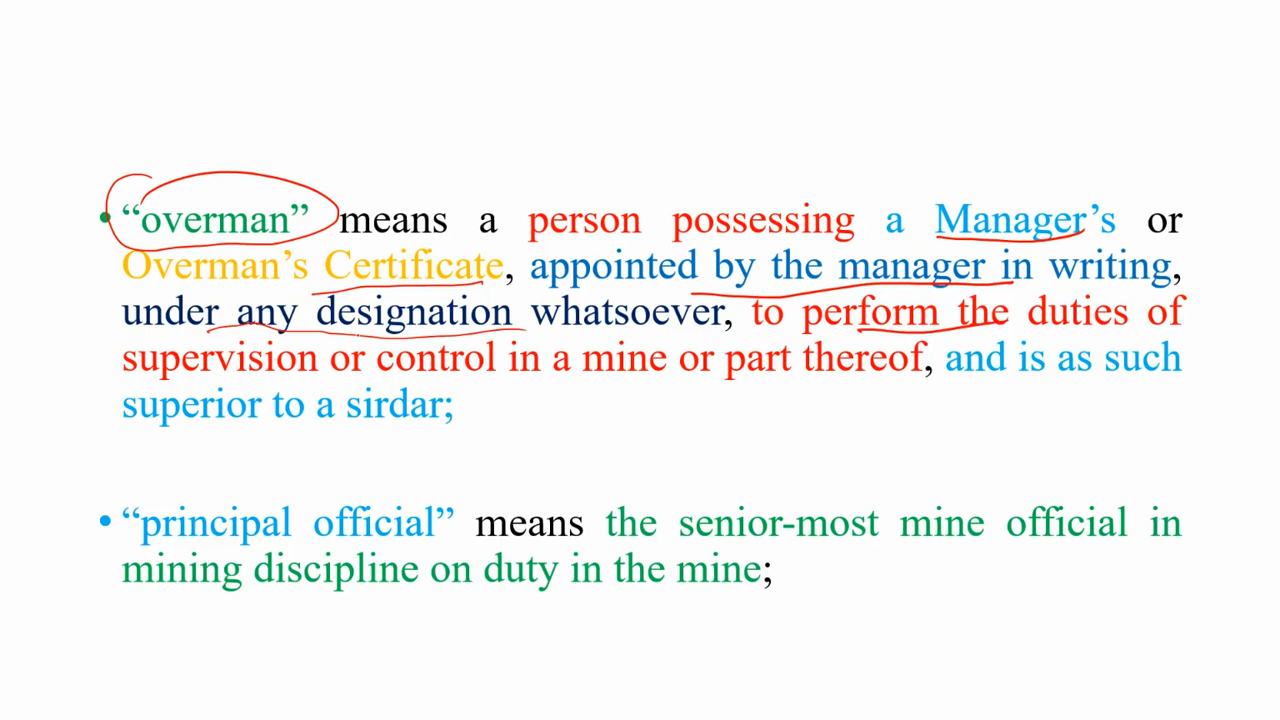 • “overman” means a person possessing a Manager’s or
Overman’s Certificate, appointed by the manager in writing,
under any designation whatsoever, to perform the duties of
supervision or control in a mine or part thereof, and is as such
superior to a sirdar;
• “principal official” means the senior-most mine official in
mining discipline on duty in the mine;